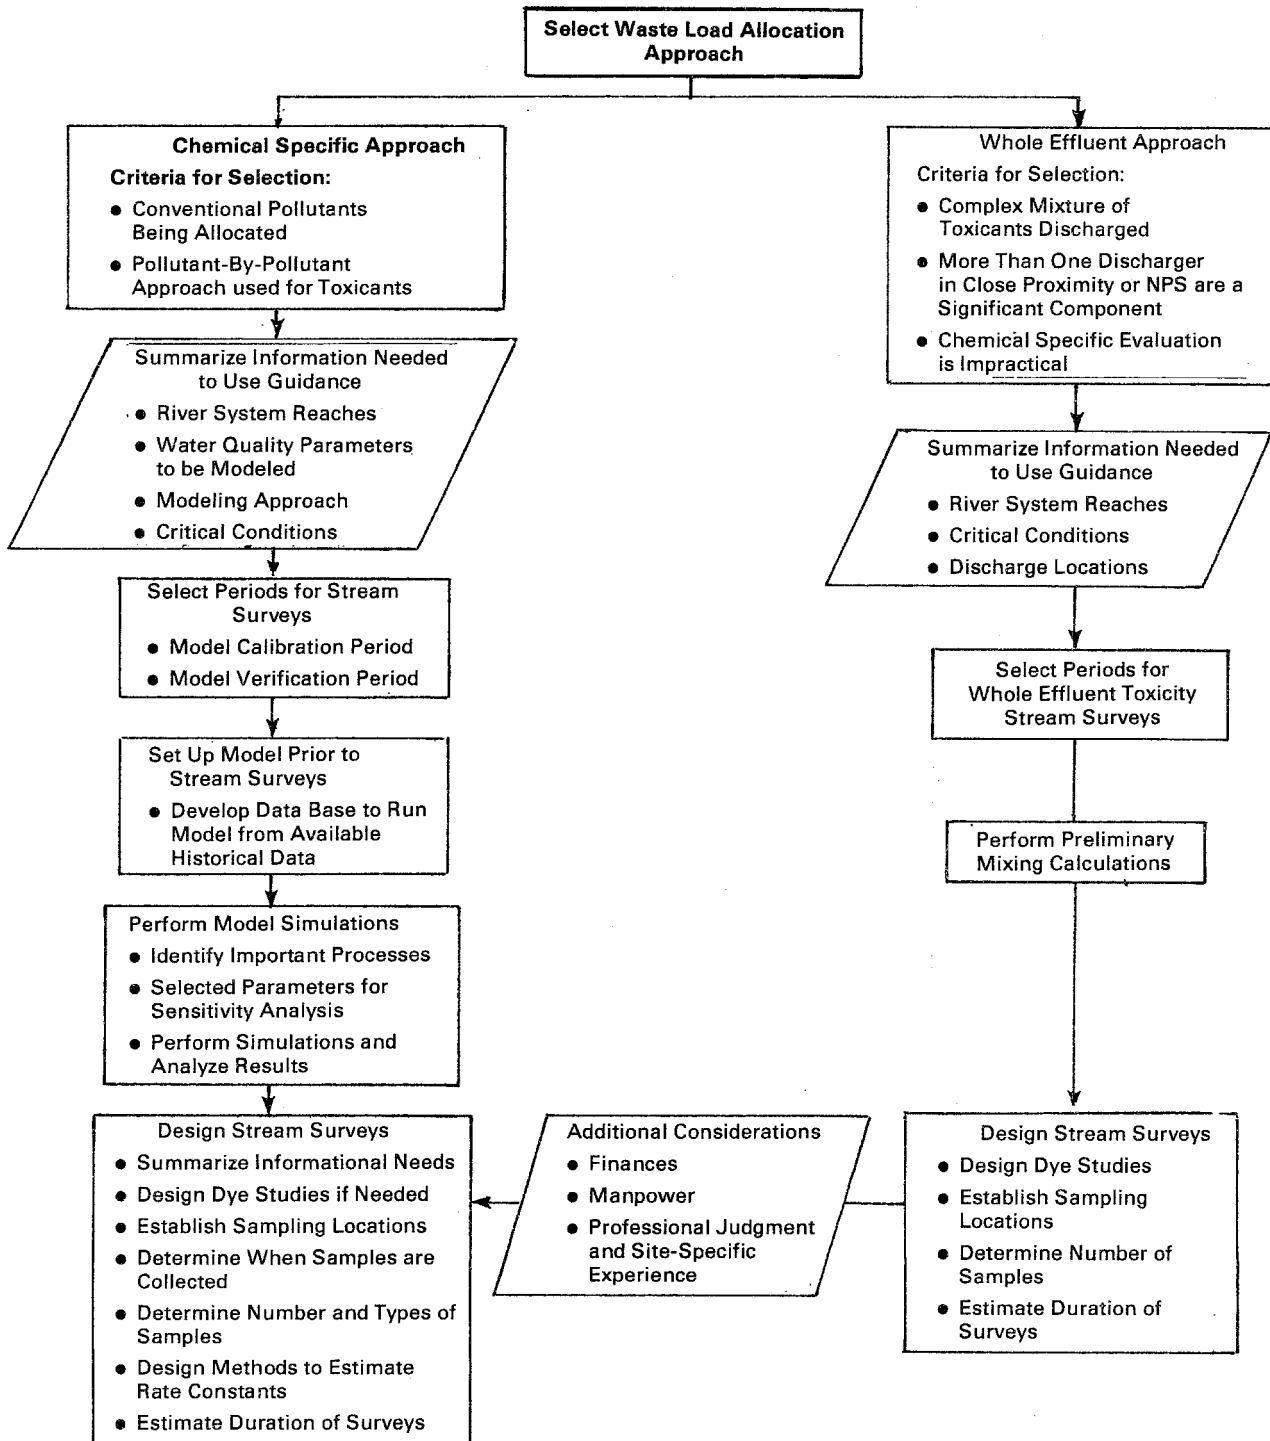 Select Waste Load Allocation
Approach
Chemical Specific Approach
Criteria for Selection:
● Conventional Pollutants
Being Allocated
● Pollutant-By-Pollutant
Approach used for Toxicants
Summarize Information Needed
to Use Guidance
● River System Reaches
● Water Quality Parameters
to be Modeled
● Modeling Approach
● Critical Conditions
Select Periods for Stream
Surveys
● Model Calibration Period
● Model Verification Period
Set Up Model Prior to
Stream Surveys
● Develop Data Base to Run
Model from Available
Historical Data
Perform Model Simulations
● Identify Important Processes
● Selected Parameters for
Sensitivity Analysis
● Perform Simulations and
Analyze Results
Design Stream Surveys
● Summarize Informational Needs
● Design Dye Studies if Needed
● Establish Sampling Locations
● Determine When Samples are
Collected
● Determine Number and Types of
Samples
● Design Methods to Estimate
Rate Constants
● Estimate Duration of Surveys
Additional Considerations
● Finances
● Manpower
● Professional Judgment
and Site-Specific
Experience
Whole Effluent Approach
Criteria for Selection:
● Complex Mixture of
Toxicants Discharged
● More Than One Discharger
in Close Proximity or NPS are a
Significant Component
● Chemical Specific Evaluation
is Impractical
Summarize Information Needed
to Use Guidance
● River System Reaches
● Critical Conditions
● Discharge Locations
Select Periods for
Whole Effluent Toxicity
Stream Surveys
Perform Preliminary
Mixing Calculations
Design Stream Surveys
● Design Dye Studies
● Establish Sampling
Locations
● Determine Number of
Samples
● Estimate Duration of
Surveys